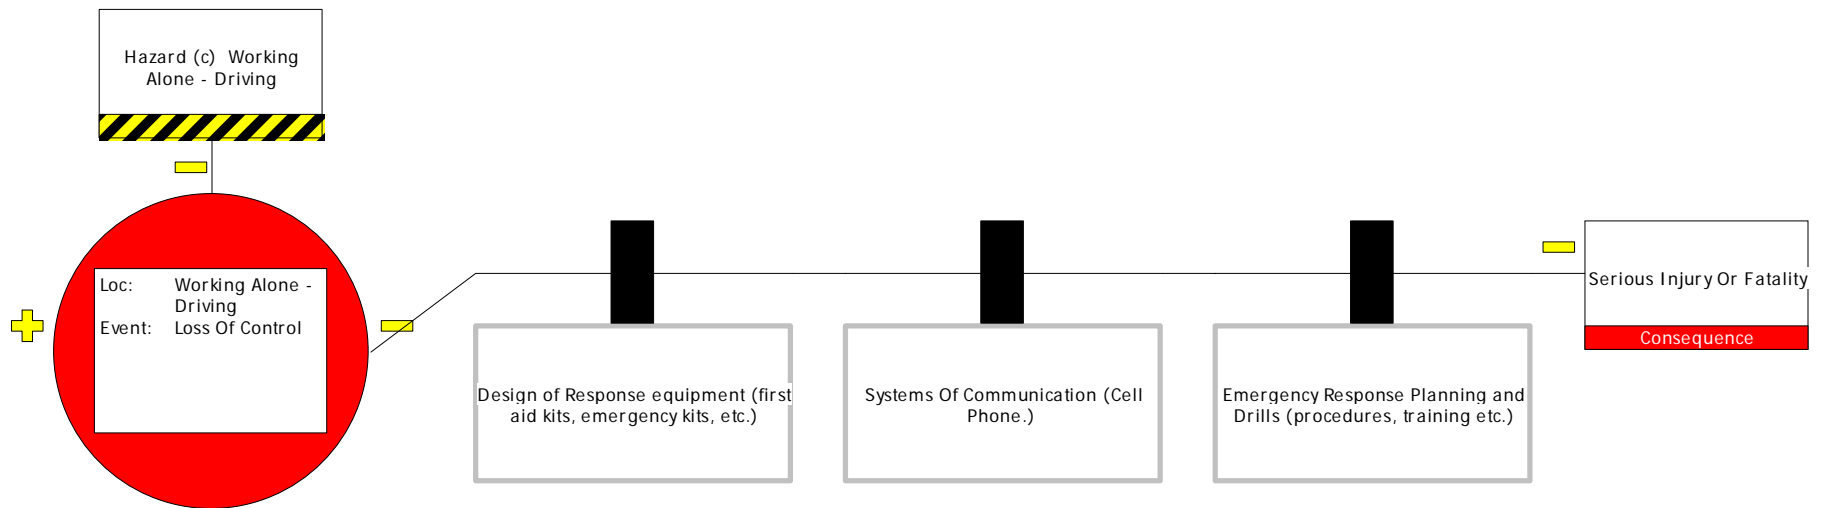 Hazard (c) Working
Alone - Driving
Loc: Working Alone -
Driving
Event: Loss Of Control
Design of Response equipment (first
aid kits, emergency kits, etc.)
Systems Of Communication (Cell
Phone.)
Emergency Response Planning and
Drills (procedures, training etc.)
Serious Injury Or Fatality
Consequence